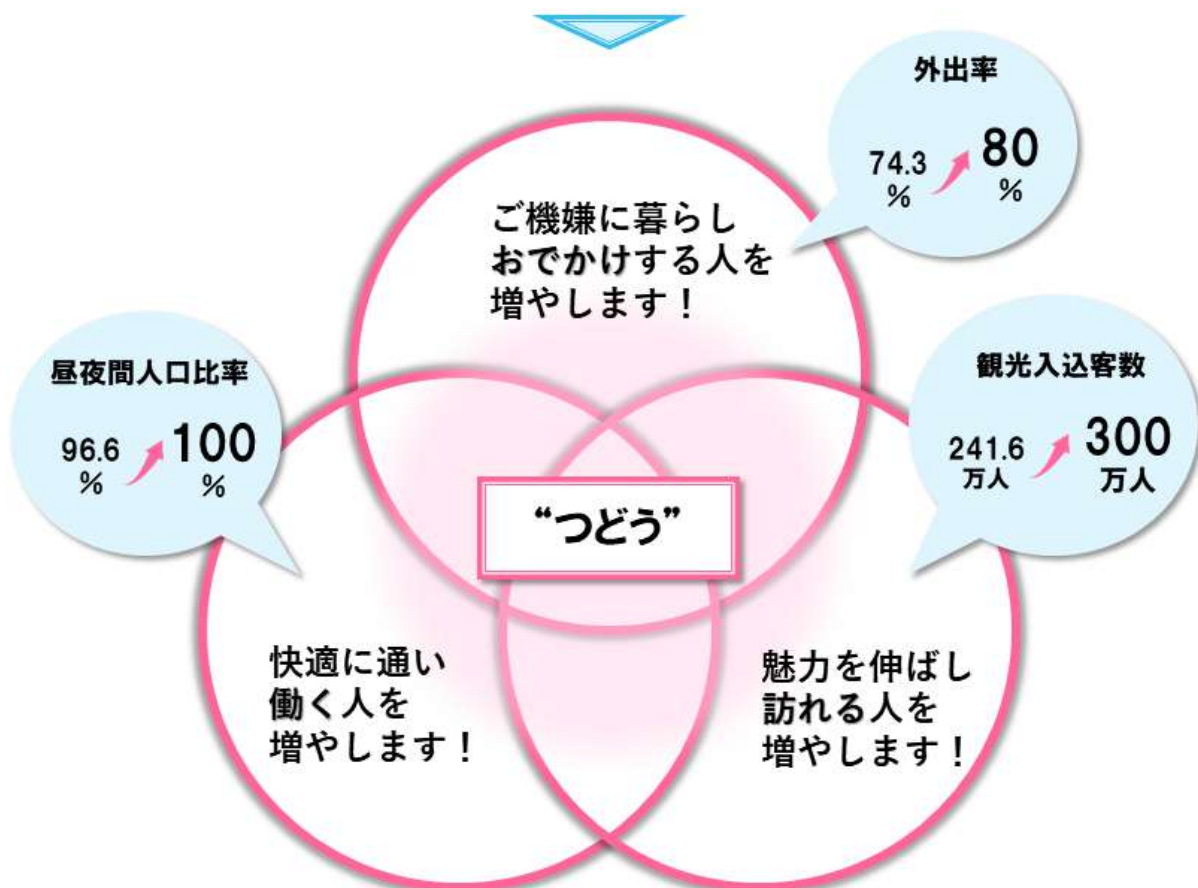 外出率
74.3
%
80
%
ご機嫌に暮らし
おでかけする人を
増やします！
昼夜間人口比率
96.6
%
100
%
観光入込客数
241.6
万人
300
万人
“つどう”
快適に通い
働く人を
増やします！
魅力を伸ばし
訪れる人を
増やします！